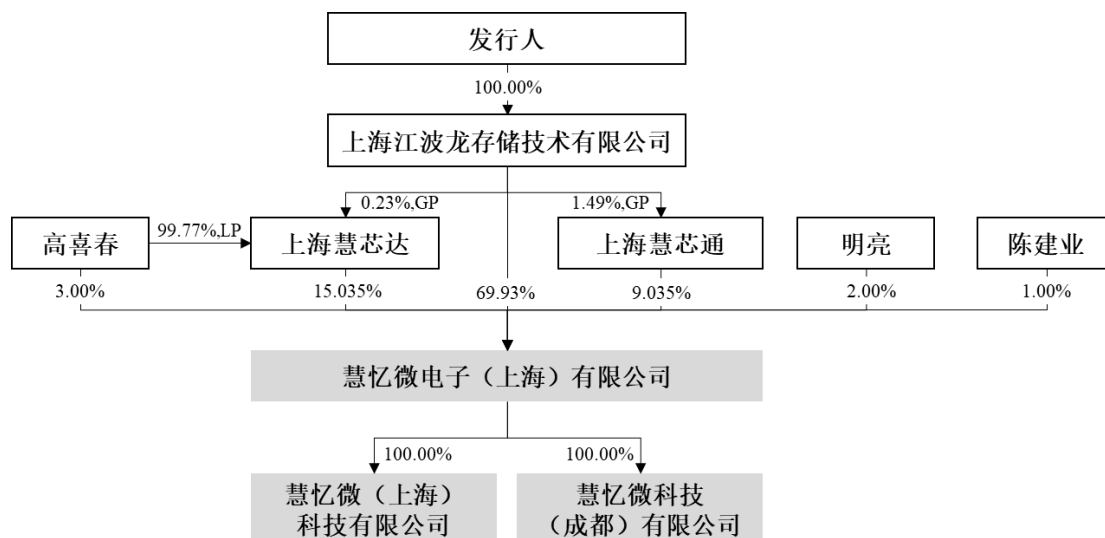 发行人
100.00%
上海江波龙存储技术有限公司
0.23%,GP
1.49%,GP
高喜春
99.77%,LP
上海慧芯达
上海慧芯通
明亮
陈建业
3.00%
15.035%
69.93%
9.035%
2.00%
1.00%
慧忆微电子（上海）有限公司
100.00%
100.00%
慧忆微（上海）
科技有限公司
慧忆微科技
（成都）有限公司